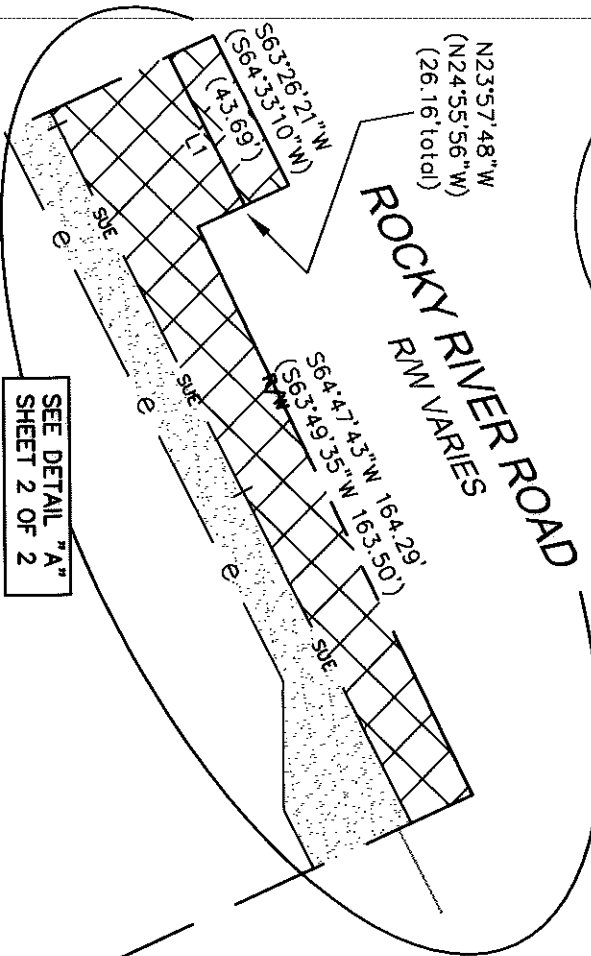 N23°57'48"W
(N24°55'56"W)
(26.16'total)
ROCKY RIVER ROAD
R/W VARIES
S63°26'21"W
(S64°33'10"W)
(43.69')
L1
S64°47'43"W 164.29'
(S63°49'35"W 163.50')
R/W
SUE
SUE
SUE
e
e
e
SEE DETAIL "A"
SHEET 2 OF 2